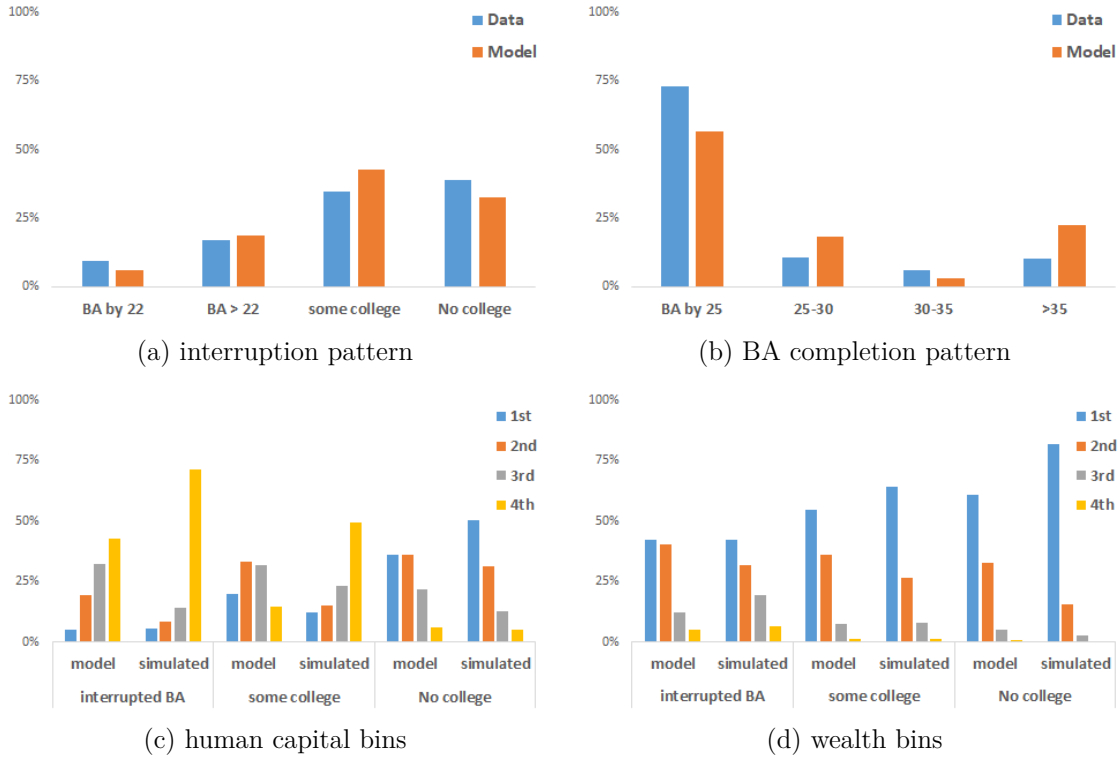 100%
75%
50%
25%
0%
Data
Model
BA by 22
BA > 22
some college
No college
(a) interruption pattern
100%
75%
50%
25%
0%
Data
Model
BA by 25
25-30
30-35
>35
(b) BA completion pattern
100%
75%
50%
25%
0%
1st
2nd
3rd
4th
model simulated model simulated model simulated
interrupted BA some college No college
(c) human capital bins
100%
75%
50%
25%
0%
1st
2nd
3rd
4th
model simulated model simulated model simulated
interrupted BA some college No college
(d) wealth bins